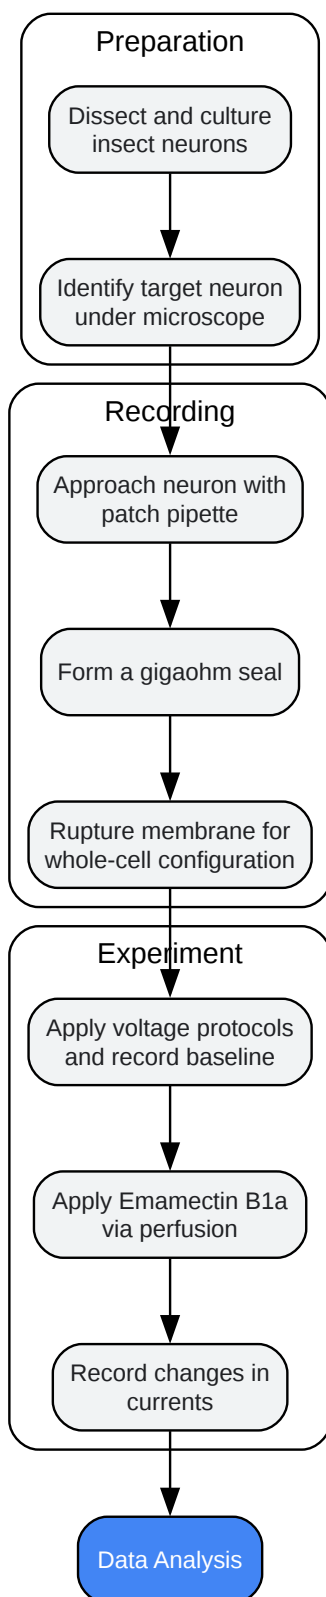 Preparation
Dissect and culture
insect neurons
Identify target neuron
under microscope
Recording
Approach neuron with
patch pipette
Form a gigaohm seal
Rupture membrane for
whole-cell configuration
Experiment
Apply voltage protocols
and record baseline
Apply Emamectin B1a
via perfusion
Record changes in
currents
Data Analysis